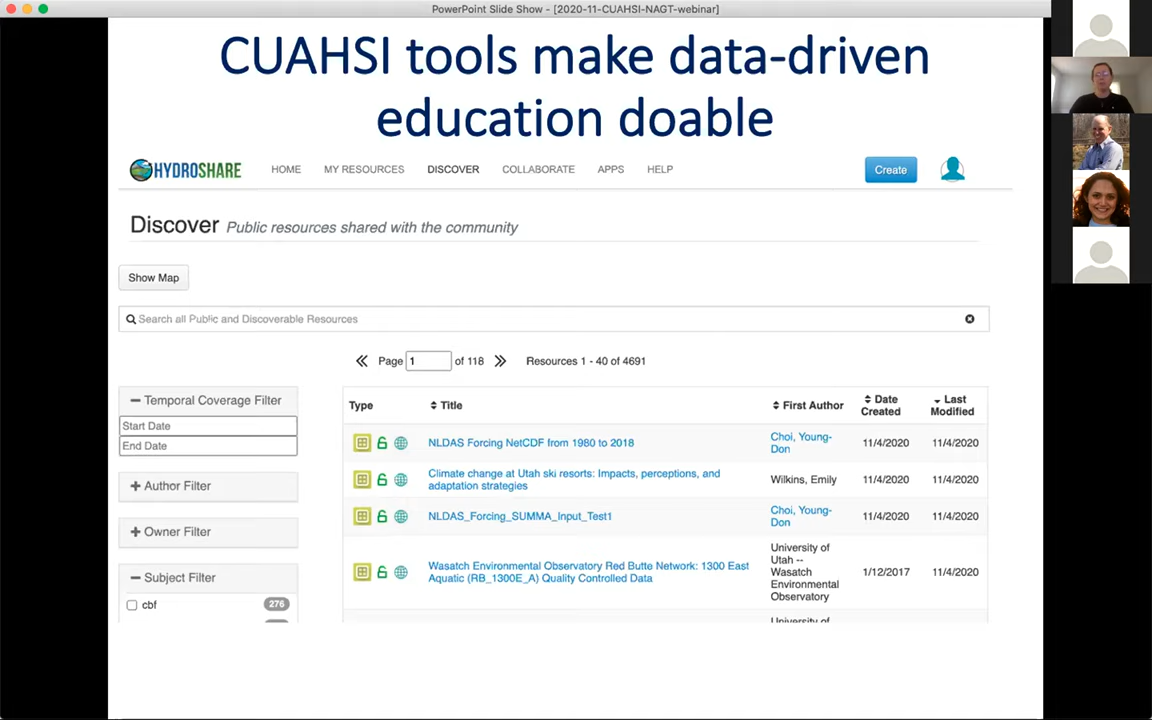 PowerPoint Slide Show - [2020-11-CUAHSI-NAGT-webinar]
CUAHSI tools make data-driven
education doable
HYDROSHARE HOME MY RESOURCES DISCOVER COLLABORATE APPS HELP Create
Discover Public resources shared with the community
Show Map
Search all Public and Discoverable Resources
Page 1 of 118 Resources 1 - 40 of 4691
Temporal Coverage Filter
Start Date
End Date
Author Filter
Owner Filter
Subject Filter
cbf 276
Type Title First Author Date Created Last Modified
NLDAS Forcing NetCDF from 1980 to 2018 Choi, Young-Don 11/4/2020 11/4/2020
Climate change at Utah ski resorts: Impacts, perceptions, and
adaptation strategies Wilkins, Emily 11/4/2020 11/4/2020
NLDAS_Forcing_SUMMA_Input_Test1 Choi, Young-Don 11/4/2020 11/4/2020
Wasatch Environmental Observatory Red Butte Network: 1300 East
Aquatic (RB_1300E_A) Quality Controlled Data
University of
Utah --
Wasatch
Environmental
Observatory
1/12/2017 11/4/2020
University of